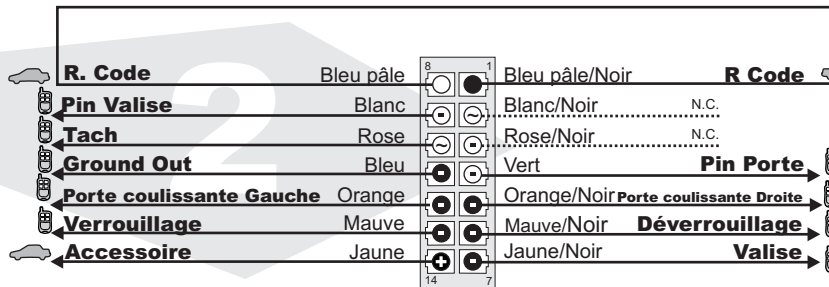 8 1
R. Code Bleu pâle Bleu pâle/Noir R Code
Pin Valise Blanc Blanc/Noir N.C.
Tach Rose Rose/Noir N.C.
Ground Out Bleu Vert Pin Porte
Porte coulissante Gauche Orange Orange/Noir Porte coulissante Droite
Verrouillage Mauve Mauve/Noir Déverrouillage
Accessoire Jaune Jaune/Noir Valise
14 7
2